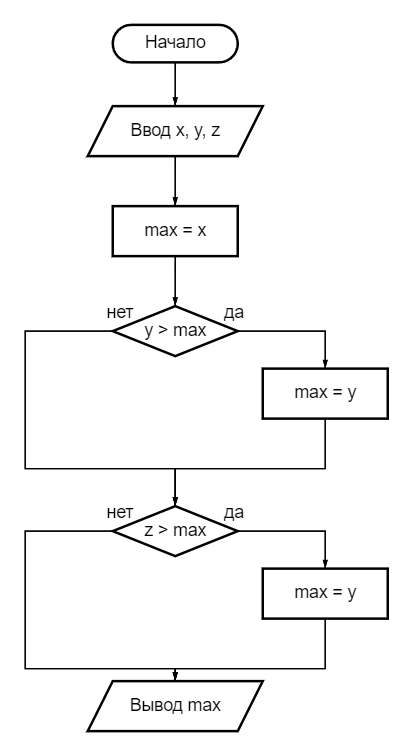 Начало
Ввод x, y, z
max = x
нет
да
y > max
max = y
нет
да
z > max
max = y
Вывод max